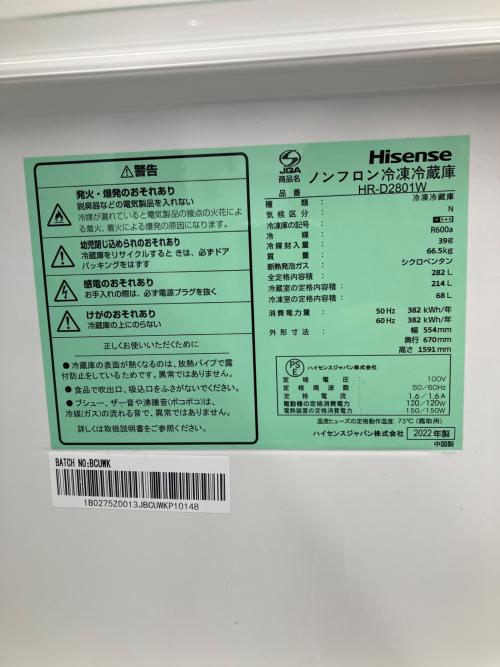 ⚠警告
発火・爆発のおそれあり
脱臭器などの電気製品を入れない
冷媒が漏れていると電気製品の接点の火花による着火、着火による爆発の原因になります。
幼児閉じ込められのおそれあり
冷蔵庫をリサイクルするときは、必ずドア
パッキングをはずす
感電のおそれあり
お手入れの際は、必ず電源プラグを抜く
けがのおそれあり
冷蔵庫の上にのらない
正しくお使いいただくために
●冷蔵庫の表面が熱くなるのは、放熱パイプで露
付防止をしているためです。異常ではありません。
●食品で吹出口、吸込口をふさがないでください。
●ブシュー、ザー音や沸騰音(ボコボコ)は、
冷媒(ガス)の流れる音で、異常ではありません。
詳しくは取扱説明書をご参照ください。
JQA
Hisense
商品名 ノンフロン冷凍冷蔵庫
品番 HR-D2801W
種類 : 冷凍冷蔵庫
気候区分 : N
冷凍庫の記号 :
冷媒 : R600a
冷媒封入量 : 39g
質量 : 66.5kg
断熱発泡ガス : シクロペンタン
全定格内容積 : 282 L
冷蔵室の定格内容積 : 214 L
冷凍室の定格内容積 : 68 L
消費電力量 : 50 Hz 382 kWh/年
60 Hz 382 kWh/年
外形寸法 : 幅 554mm
奥行 670mm
高さ 1591mm
PS
E
ハイセンスジャパン株式会社
定格電圧 : 100V
定格周波数 : 50/60Hz
定格電流 : 1.6/1.6A
電動機の定格消費電力 : 120/120W
電熱装置の定格消費電力 : 150/150W
温度ヒューズの定格動作温度 : 73℃(霜取用)
ハイセンスジャパン株式会社 2022年製
中国製
BATCH NO:BCUWK
1B0275Z0013JBCUWKP10148